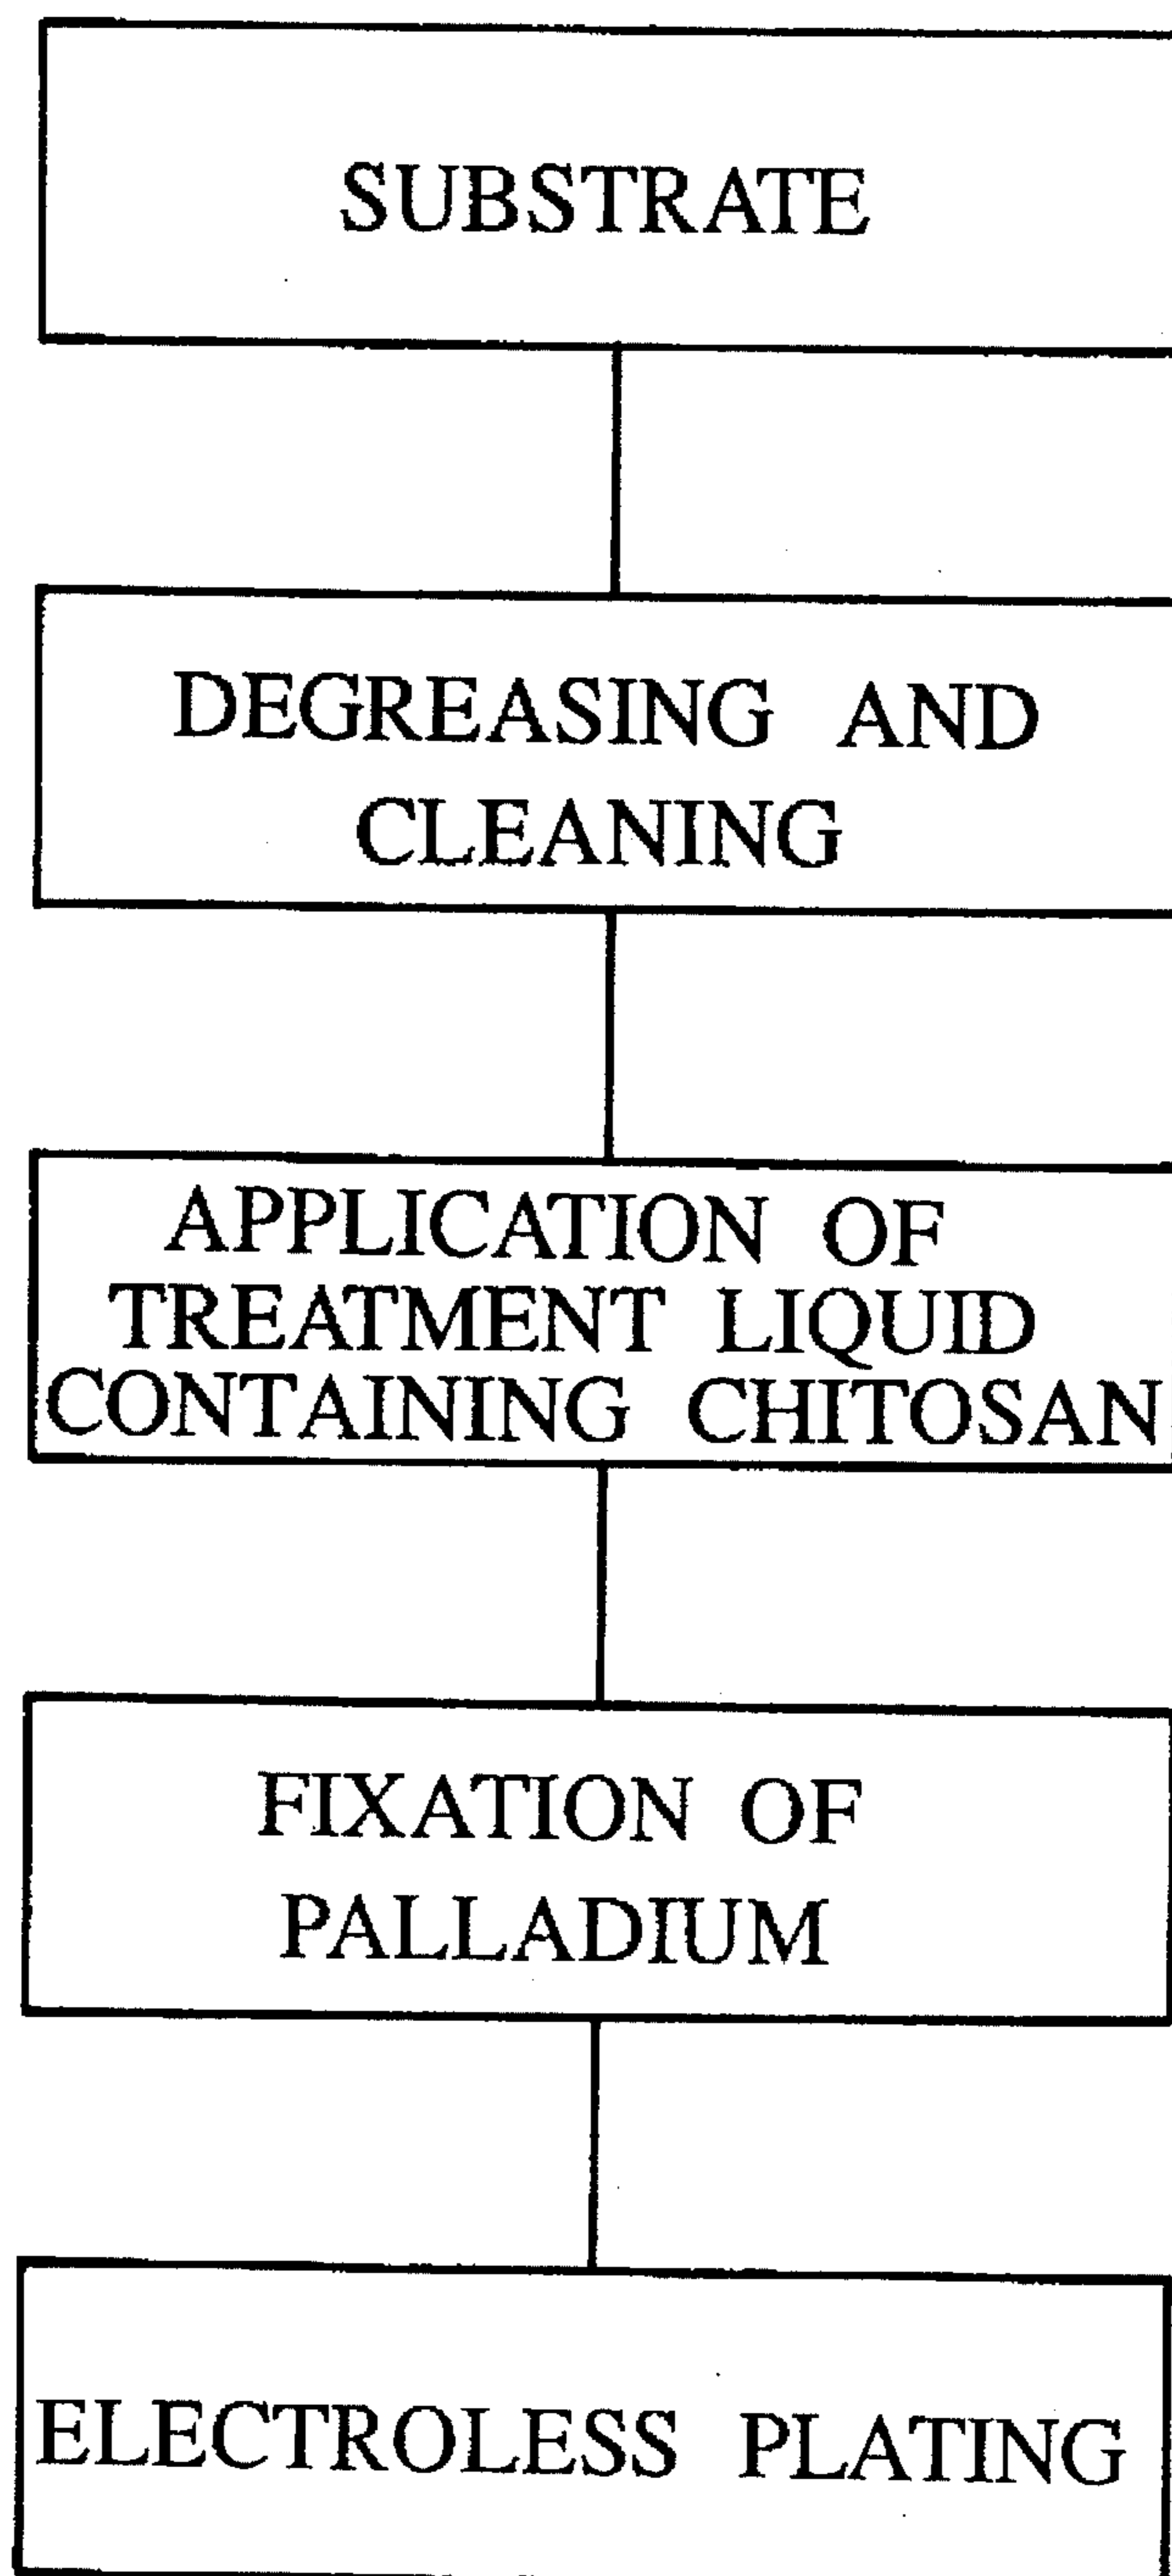 SUBSTRATE
DEGREASING AND
CLEANING
APPLICATION OF
TREATMENT LIQUID
CONTAINING CHITOSAN
FIXATION OF
PALLADIUM
ELECTROLESS PLATING